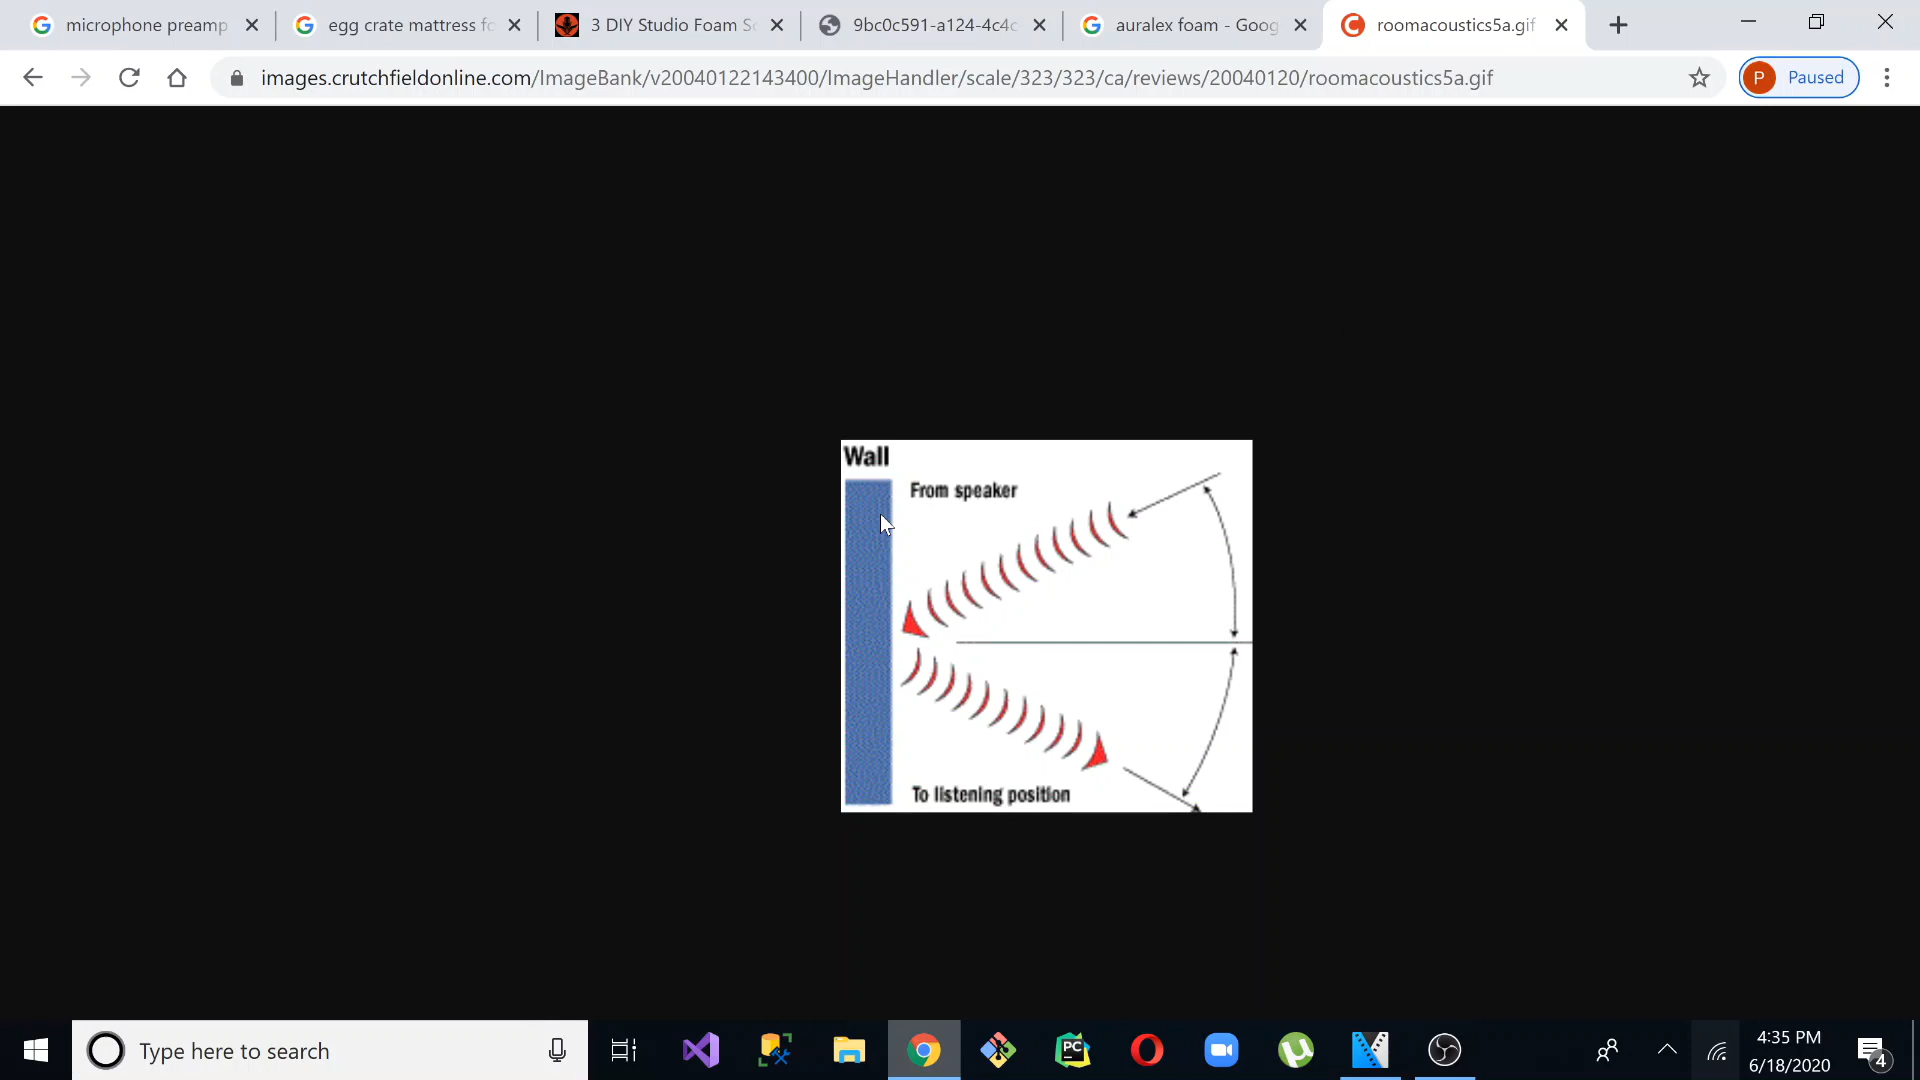 microphone preamp
egg crate mattress fo
3 DIY Studio Foam S
9bc0c591-a124-4c4c
auralex foam - Goog
roomacoustics5a.gif
images.crutchfieldonline.com/ImageBank/v20040122143400/ImageHandler/scale/323/323/ca/reviews/20040120/roomacoustics5a.gif
P Paused
Wall
From speaker
To listening position
Type here to search
PC
4:35 PM
6/18/2020
4